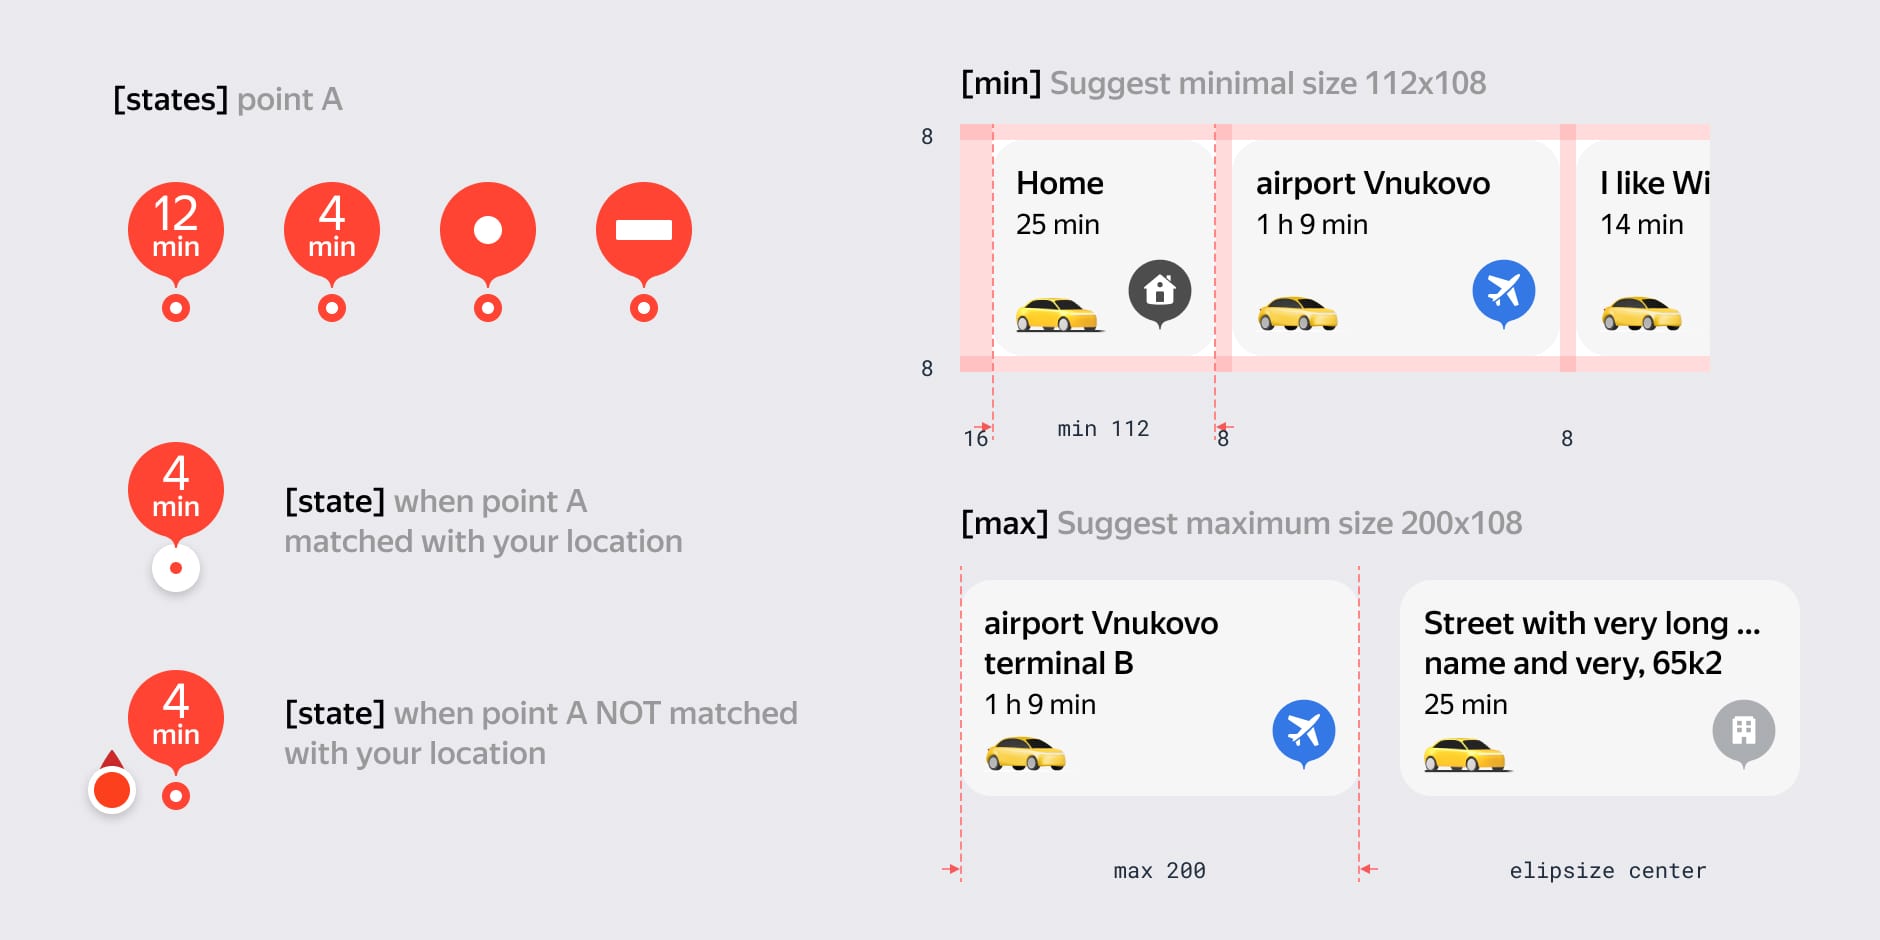 [states] point A
12
min
4
min
4
min
[state] when point A
matched with your location
4
min
[state] when point A NOT matched
with your location
[min] Suggest minimal size 112x108
8
Home
25 min
airport Vnukovo
1 h 9 min
I like Wi
14 min
8
16
min 112
8
8
[max] Suggest maximum size 200x108
airport Vnukovo
terminal B
1 h 9 min
Street with very long ...
name and very, 65k2
25 min
max 200
elipsize center